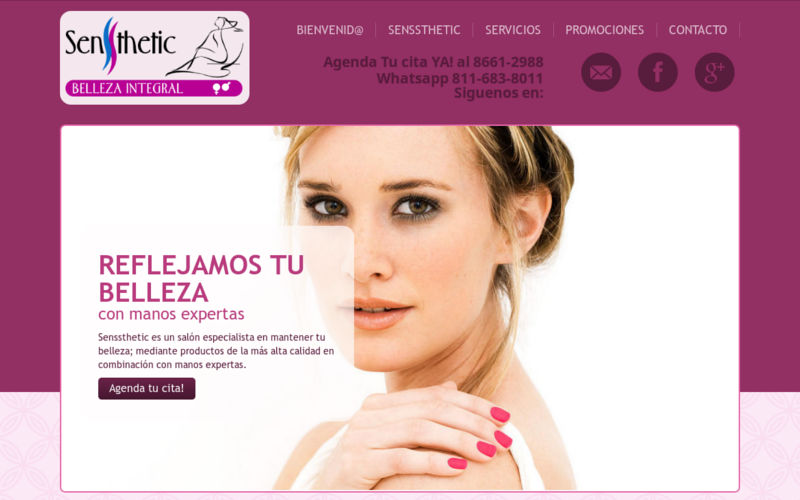 SenSthetic
BELLEZA INTEGRAL
BIENVENID@
SENSSTHETIC
SERVICIOS
PROMOCIONES
CONTACTO
Agenda Tu cita YA! al 8661-2988
Whatsapp 811-683-8011
Siguenos en:
f
g+
REFLEJAMOS TU
BELLEZA
con manos expertas
Senssthetic es un salón especialista en mantener tu
belleza; mediante productos de la más alta calidad en
combinación con manos expertas.
Agenda tu cita!